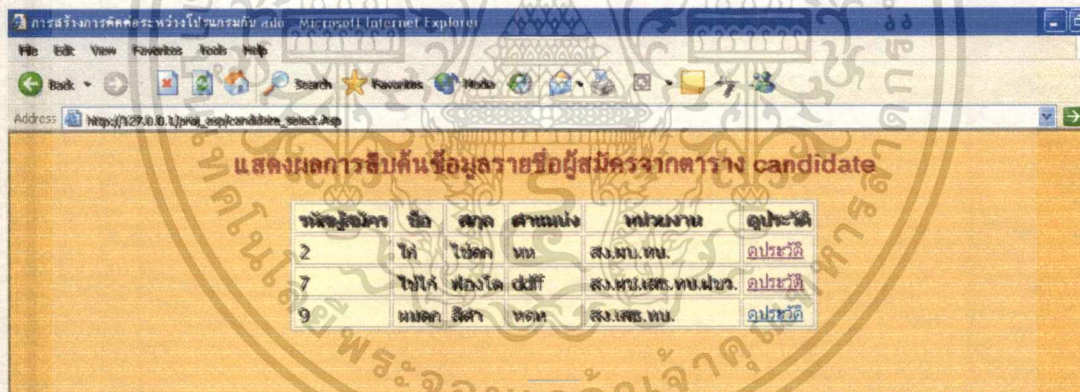 การสร้างการติดต่อระหว่างโปรแกรมกับ ado - Microsoft Internet Explorer
File Edit View Favorites Tools Help
Back Search Favorites Media
Address http://127.0.0.1/proj_asp/candidate_select.Asp
แสดงผลการสืบค้นข้อมูลรายชื่อผู้สมัครจากตาราง candidate
รหัสผู้สมัคร ชื่อ สกุล ตำแหน่ง หน่วยงาน ดูประวัติ
2 ไก่ ไข่ดก หห สง.ผบ.ทบ. ดูประวัติ
7 ไข่ไก่ ฟองโต ddff สง.ผช.เสธ.ทบ.ฝขว. ดูประวัติ
9 หมดก สีดำ หดห สง.เสธ.ทบ. ดูประวัติ